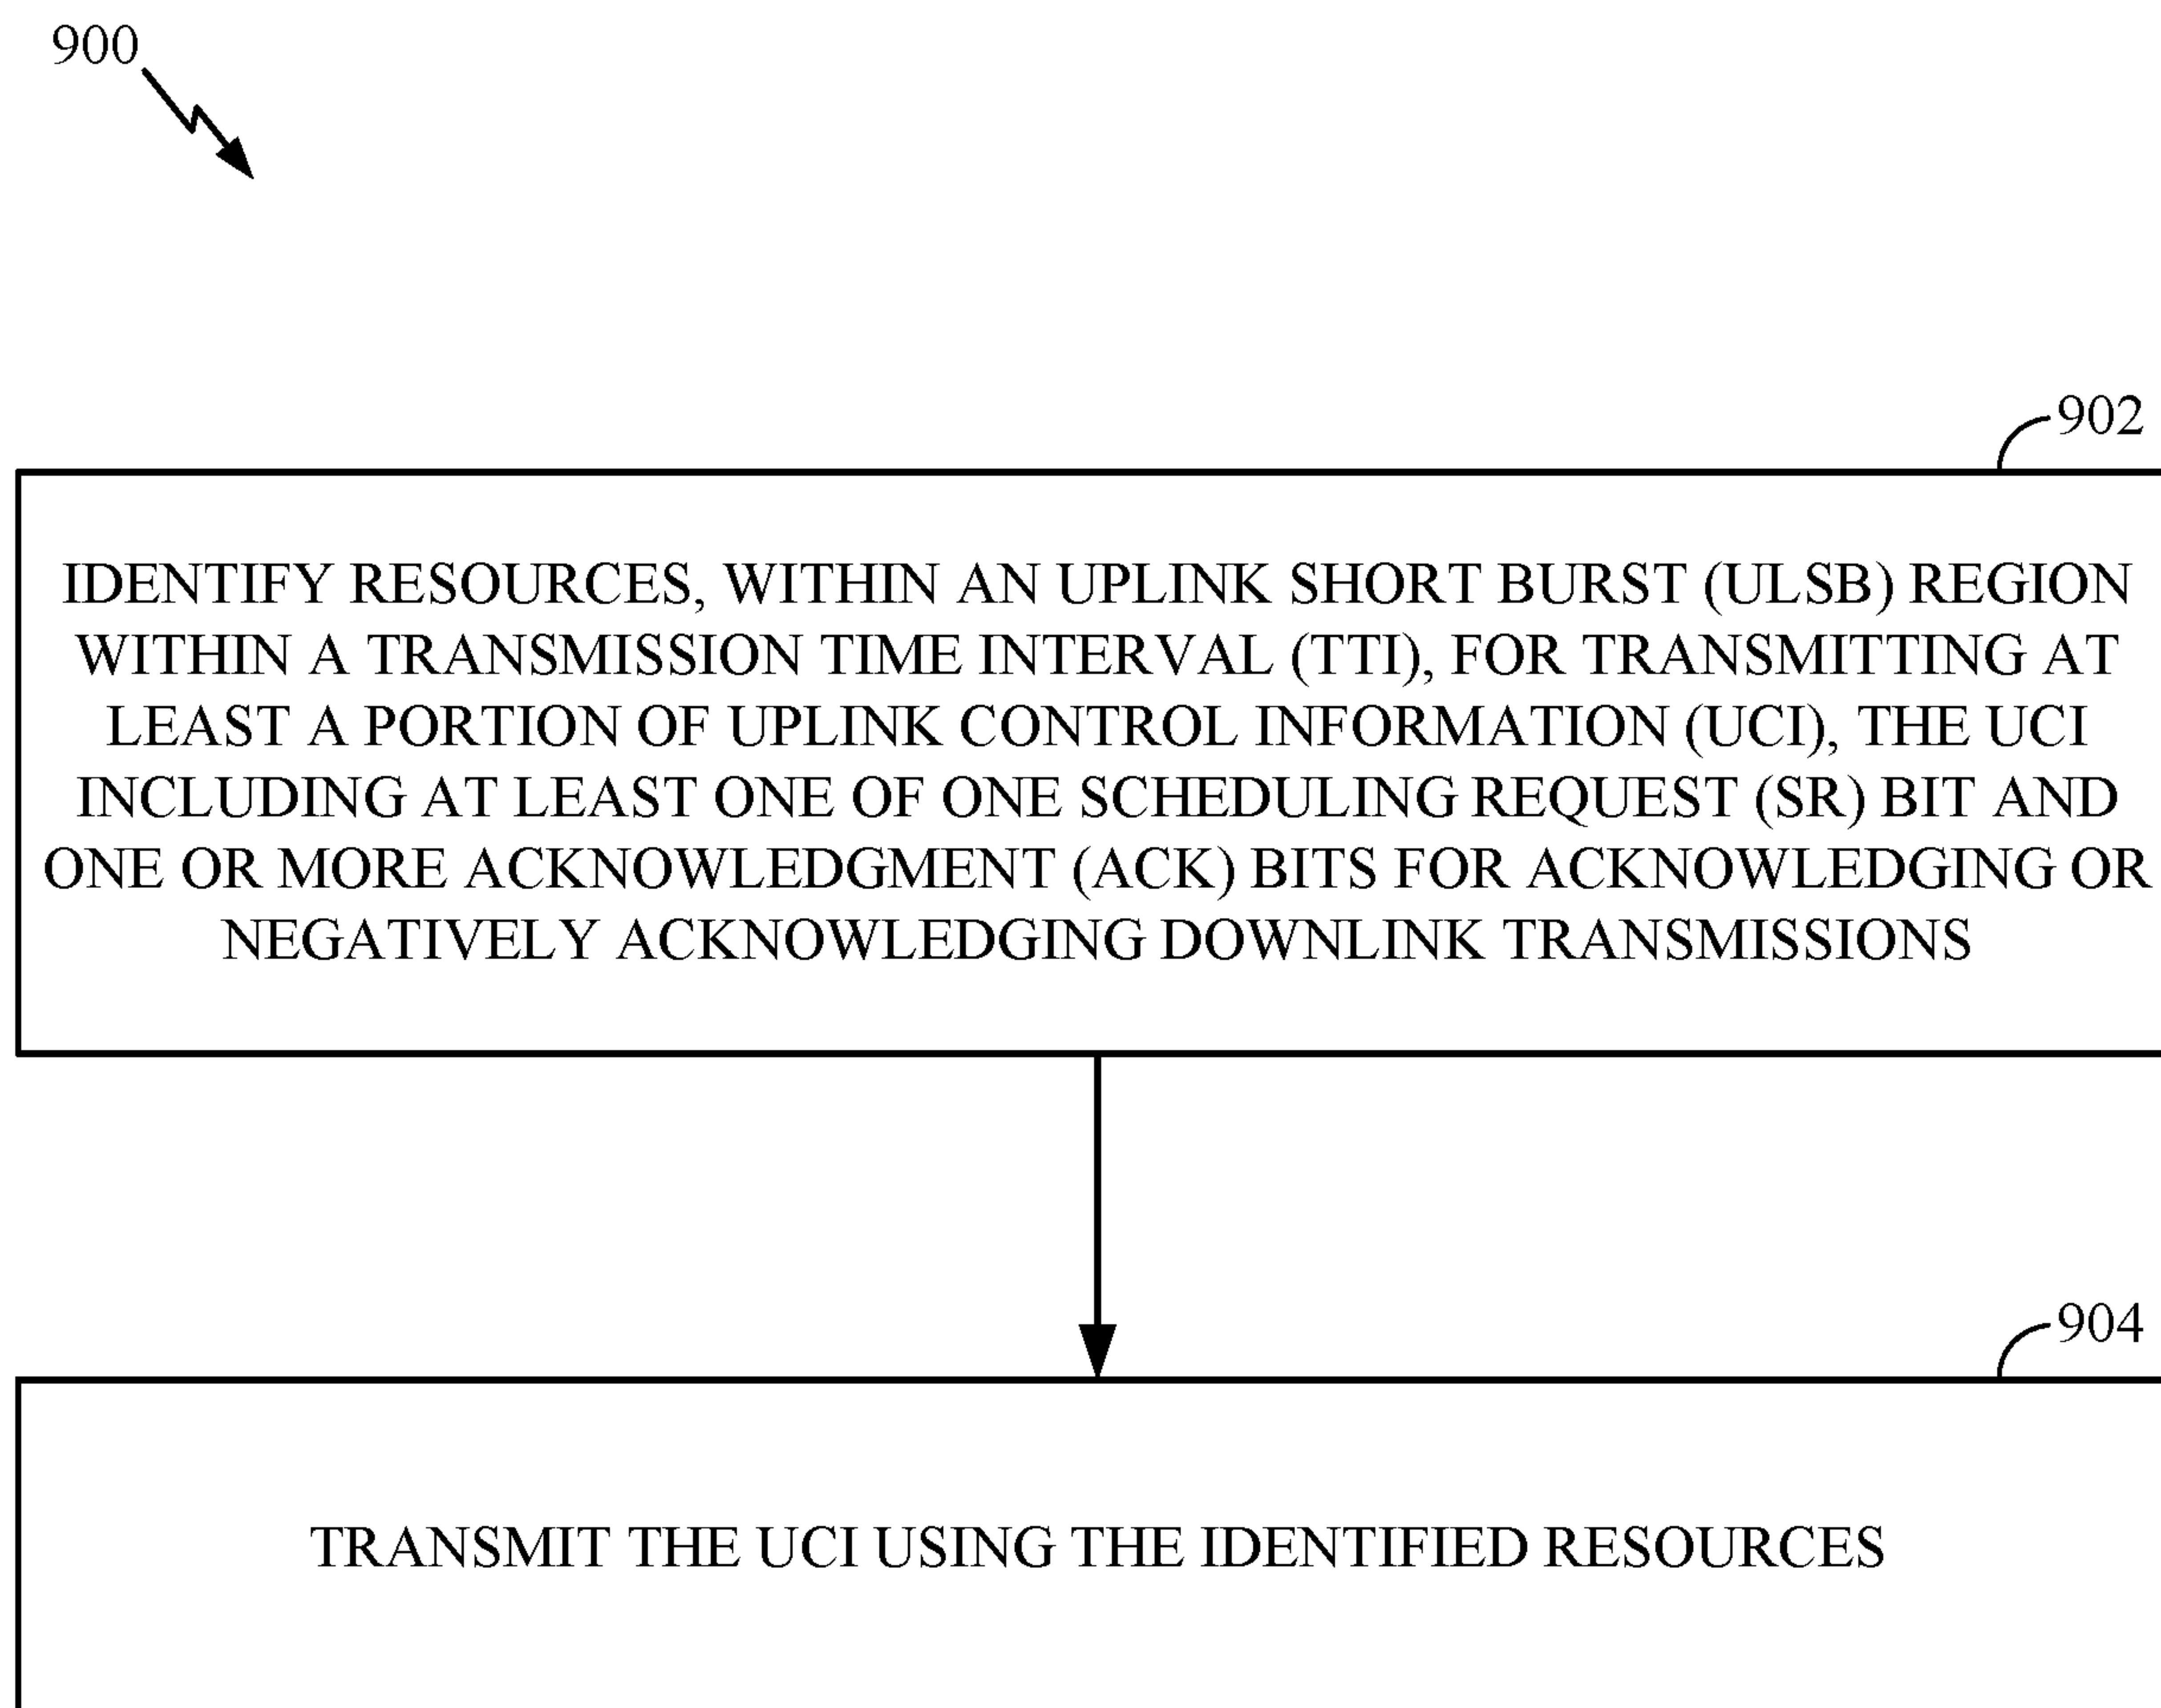 900
902
IDENTIFY RESOURCES, WITHIN AN UPLINK SHORT BURST (ULSB) REGION
WITHIN A TRANSMISSION TIME INTERVAL (TTI), FOR TRANSMITTING AT
LEAST A PORTION OF UPLINK CONTROL INFORMATION (UCI), THE UCI
INCLUDING AT LEAST ONE OF ONE SCHEDULING REQUEST (SR) BIT AND
ONE OR MORE ACKNOWLEDGMENT (ACK) BITS FOR ACKNOWLEDGING OR
NEGATIVELY ACKNOWLEDGING DOWNLINK TRANSMISSIONS
904
TRANSMIT THE UCI USING THE IDENTIFIED RESOURCES